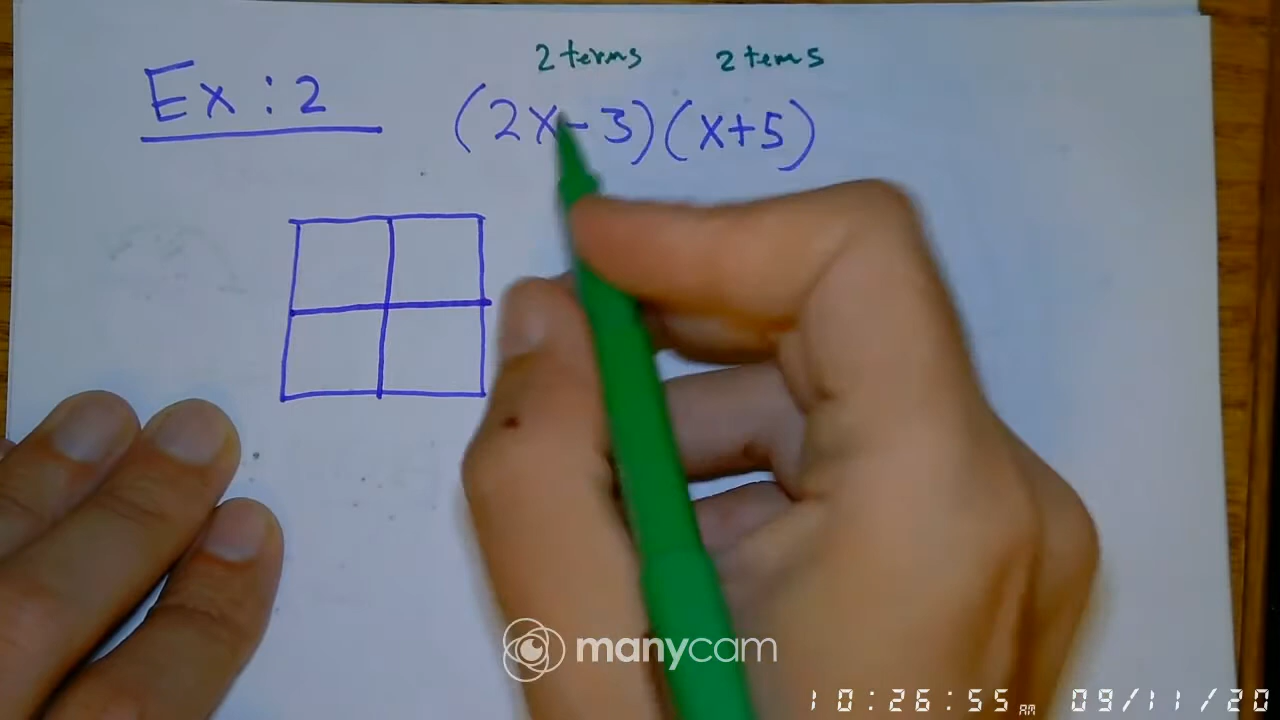 2 terms 2 tems
Ex : 2 (2x-3)(x+5)
manycam
10:26:55 AM 09/11/20